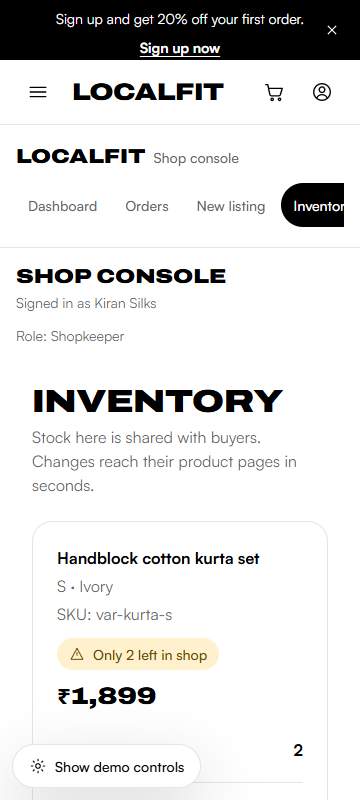 Sign up and get 20% off your first order.
Sign up now
LOCALFIT
LOCALFIT Shop console
Dashboard Orders New listing Inventor
SHOP CONSOLE
Signed in as Kiran Silks
Role: Shopkeeper
INVENTORY
Stock here is shared with buyers.
Changes reach their product pages in
seconds.
Handblock cotton kurta set
S · Ivory
SKU: var-kurta-s
Only 2 left in shop
₹1,899
2
Show demo controls